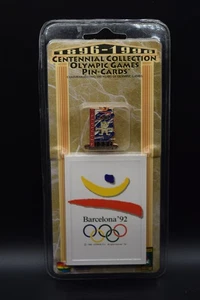 1896-1996
CENTENNIAL COLLECTION
OLYMPIC GAMES
PIN-CARDS
Barcelona '92